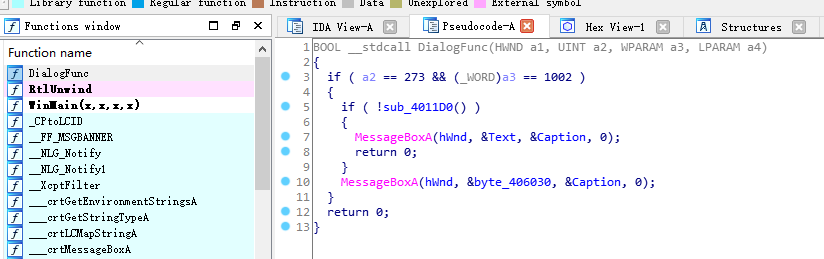 Library function Regular function Instruction Data Unexplored External symbol
Functions window
Function name
f DialogFunc
f RtlUnwind
f WinMain(x,x,x,x)
f _CPtoLCID
f __FF_MSGBANNER
f __NLG_Notify
f __NLG_Notify1
f __XcptFilter
f ___crtGetEnvironmentStringsA
f ___crtGetStringTypeA
f ___crtLCMapStringA
f ___crtMessageBoxA
IDA View-A Pseudocode-A Hex View-1 Structures
1 BOOL __stdcall DialogFunc(HWND a1, UINT a2, WPARAM a3, LPARAM a4)
2 {
3 if ( a2 == 273 && (_WORD)a3 == 1002 )
4 {
5 if ( !sub_4011D0() )
6 {
7 MessageBoxA(hWnd, &Text, &Caption, 0);
8 return 0;
9 }
10 MessageBoxA(hWnd, &byte_406030, &Caption, 0);
11 }
12 return 0;
13 }